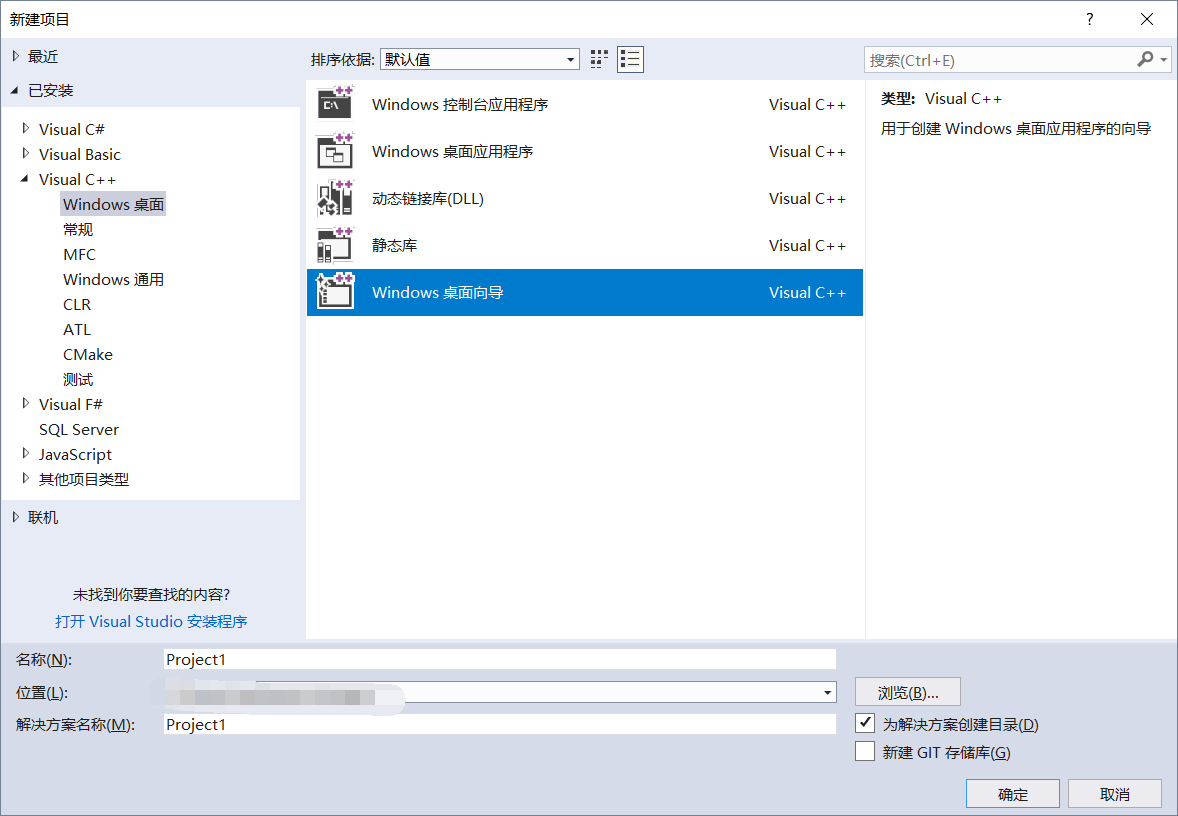 新建项目
?
最近
已安装
Visual C#
Visual Basic
Visual C++
Windows 桌面
常规
MFC
Windows 通用
CLR
ATL
CMake
测试
Visual F#
SQL Server
JavaScript
其他项目类型
联机
未找到你要查找的内容?
打开 Visual Studio 安装程序
排序依据: 默认值
Windows 控制台应用程序 Visual C++
Windows 桌面应用程序 Visual C++
动态链接库(DLL) Visual C++
静态库 Visual C++
Windows 桌面向导 Visual C++
搜索(Ctrl+E)
类型: Visual C++
用于创建 Windows 桌面应用程序的向导
名称(N): Project1
位置(L):
浏览(B)...
解决方案名称(M): Project1
为解决方案创建目录(D)
新建 GIT 存储库(G)
确定 取消